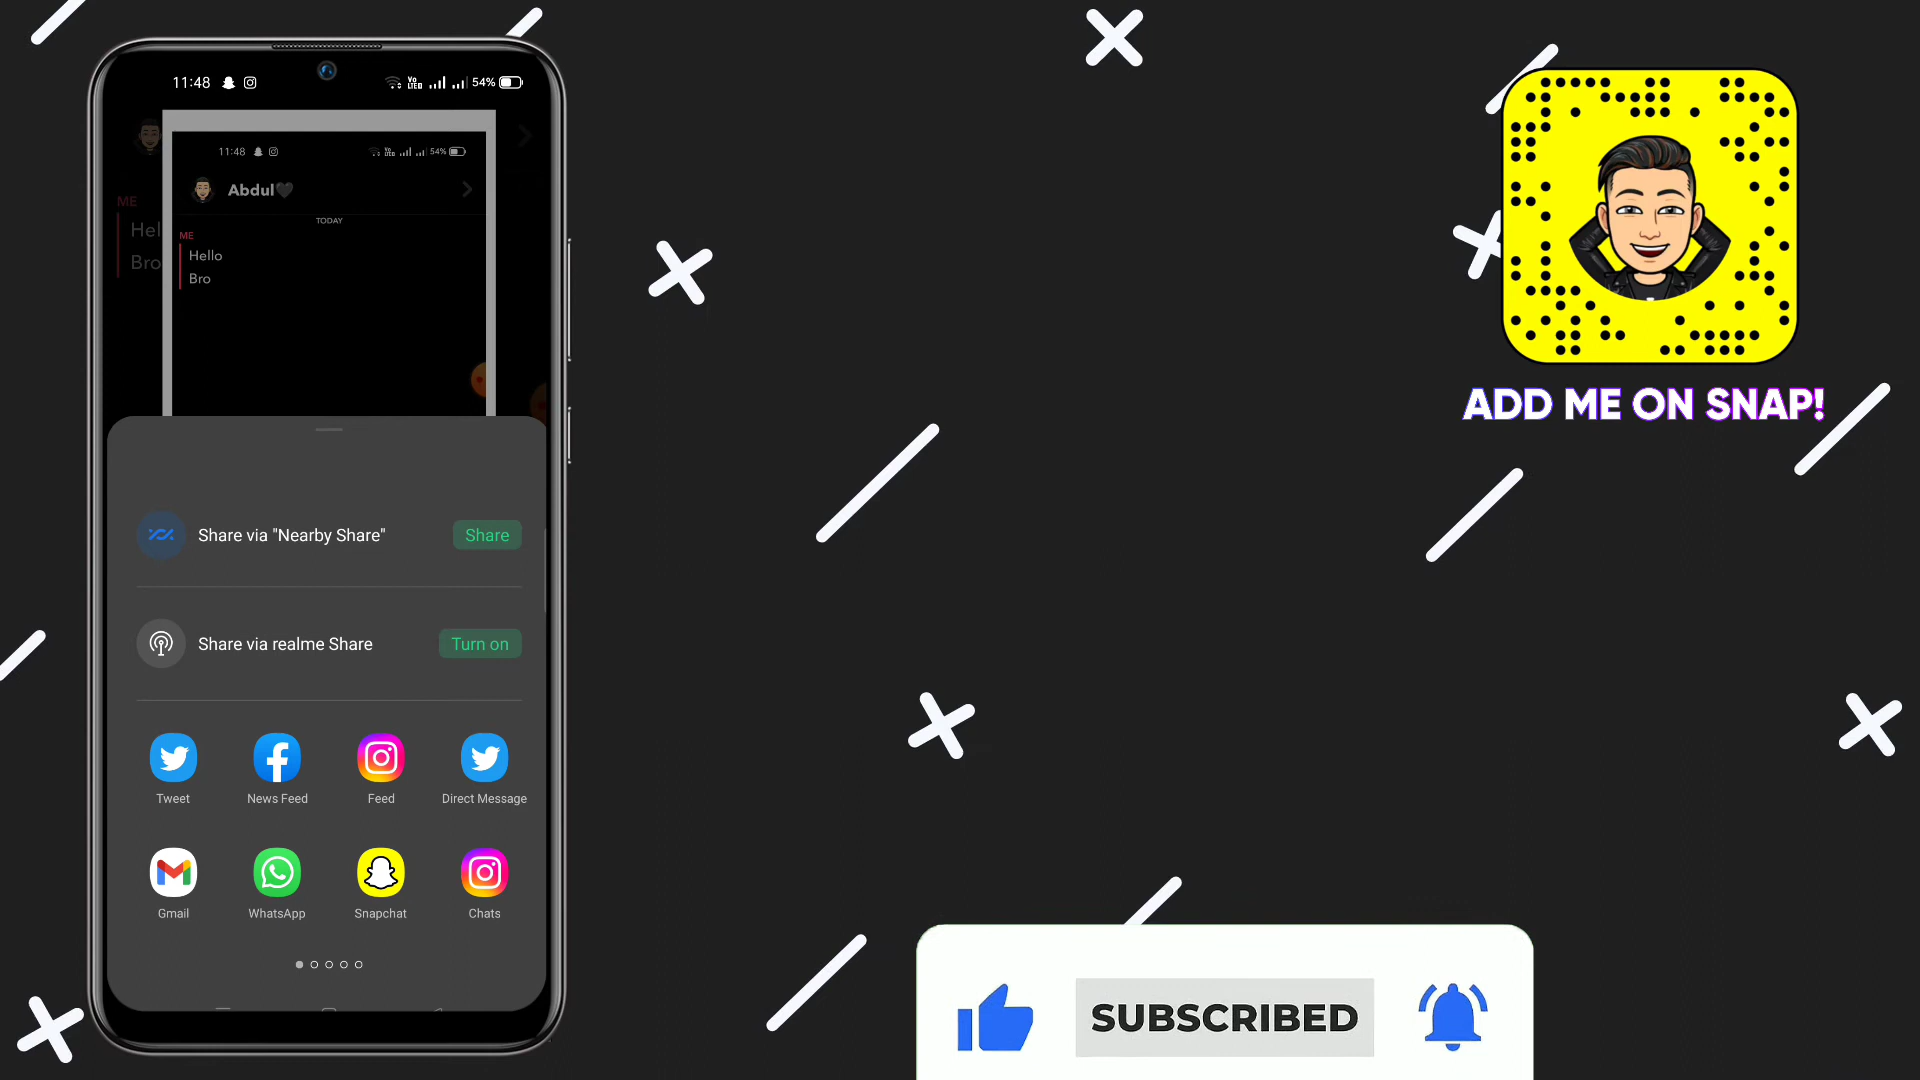 11:48 54%
11:48 54%
Abdul🖤
TODAY
ME
Hello
Bro
ME
Hel
Bro
Share via "Nearby Share" Share
Share via realme Share Turn on
Tweet News Feed Feed Direct Message
Gmail WhatsApp Snapchat Chats
ADD ME ON SNAP!
SUBSCRIBED